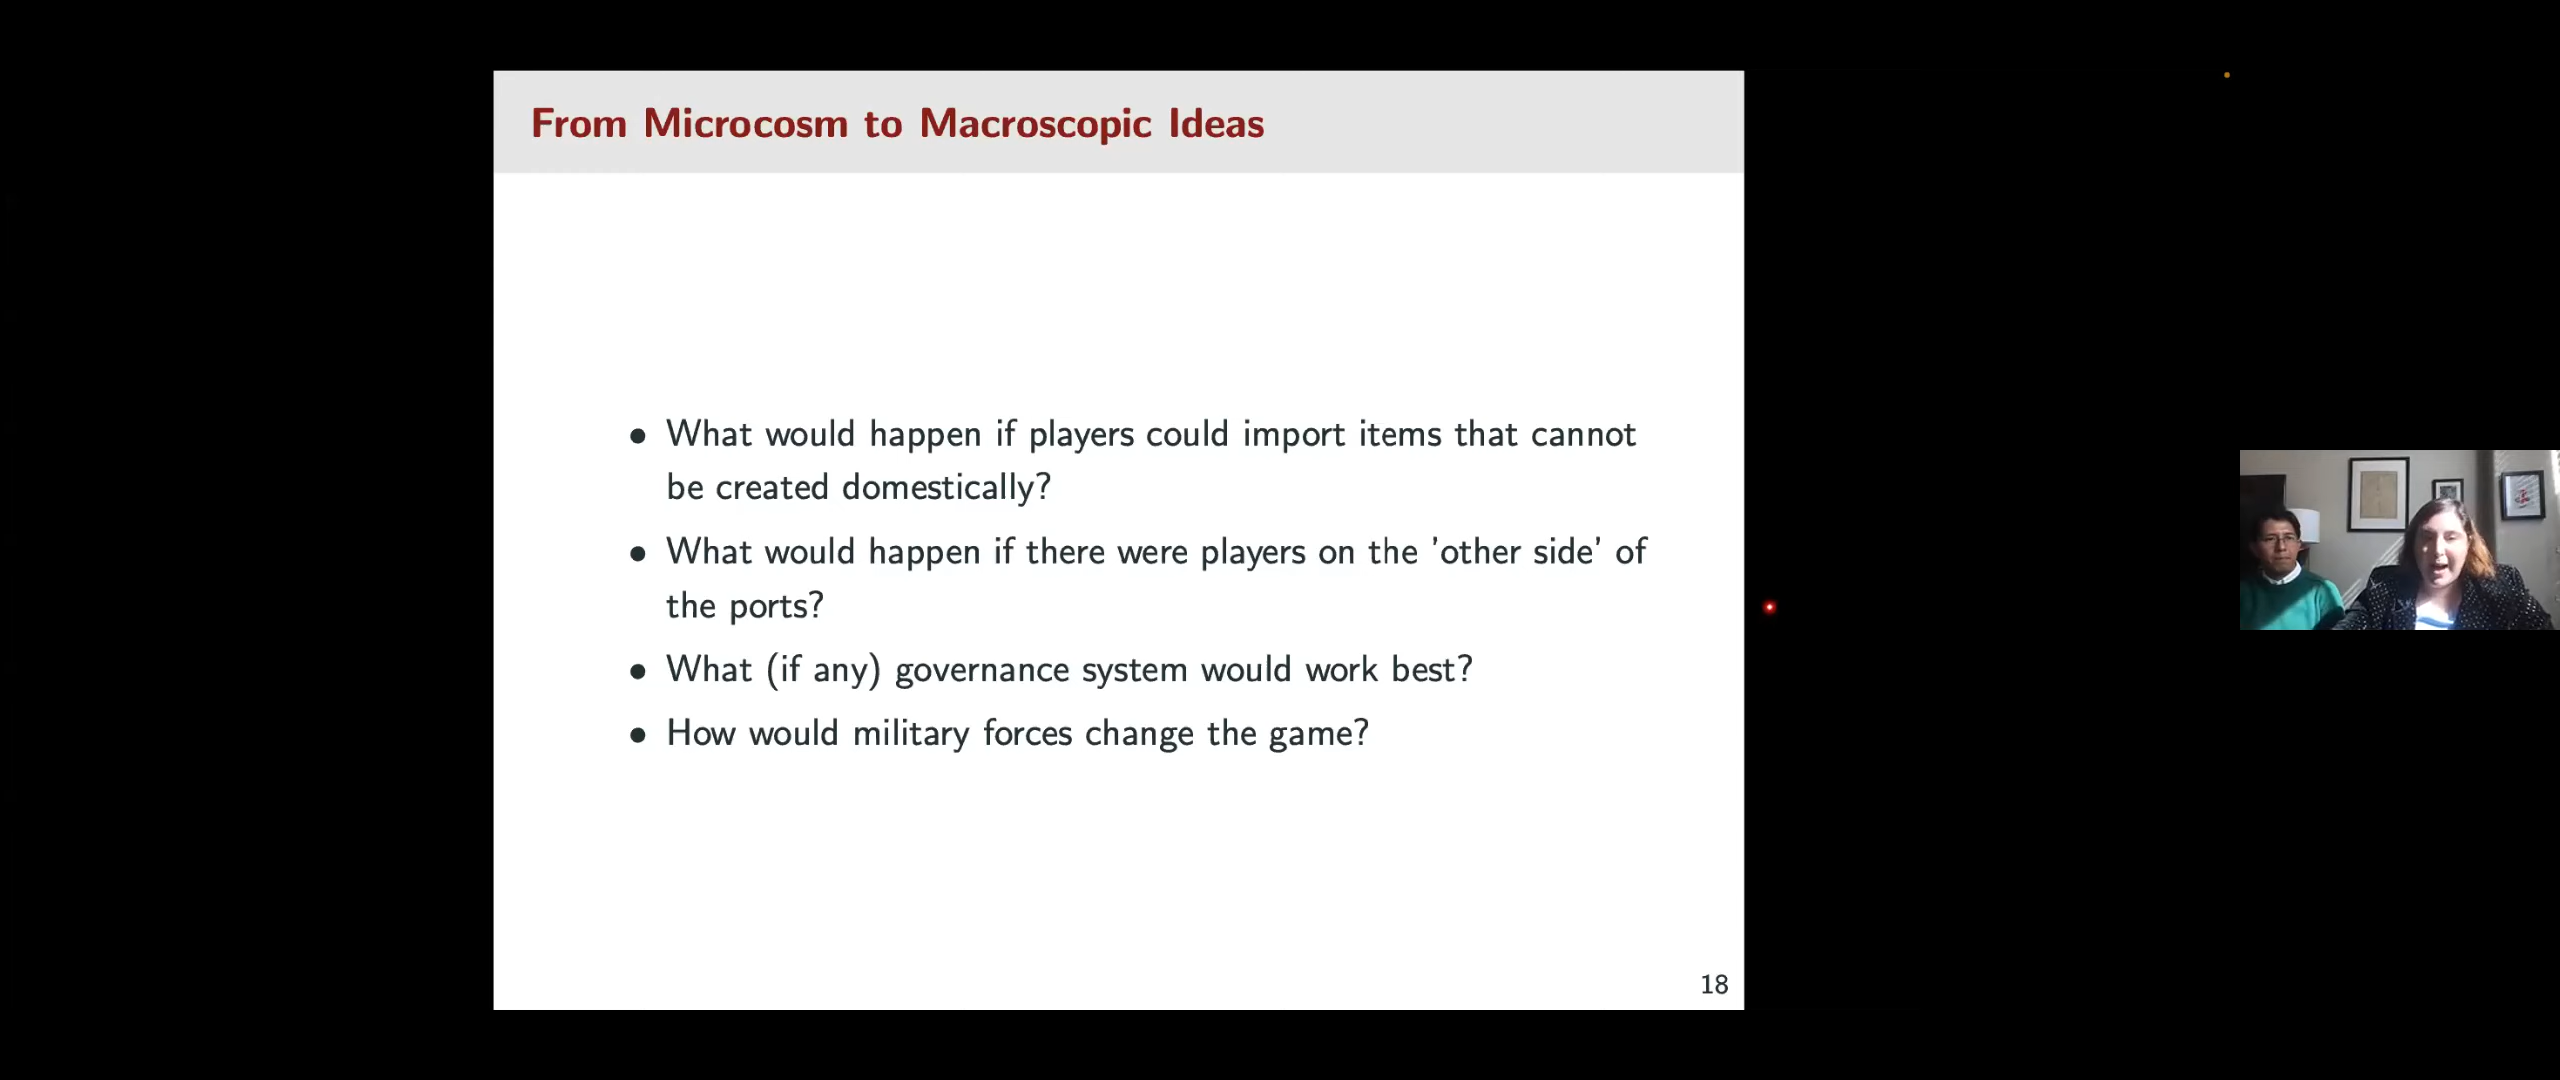 From Microcosm to Macroscopic Ideas
• What would happen if players could import items that cannot
be created domestically?
• What would happen if there were players on the 'other side' of
the ports?
• What (if any) governance system would work best?
• How would military forces change the game?
18